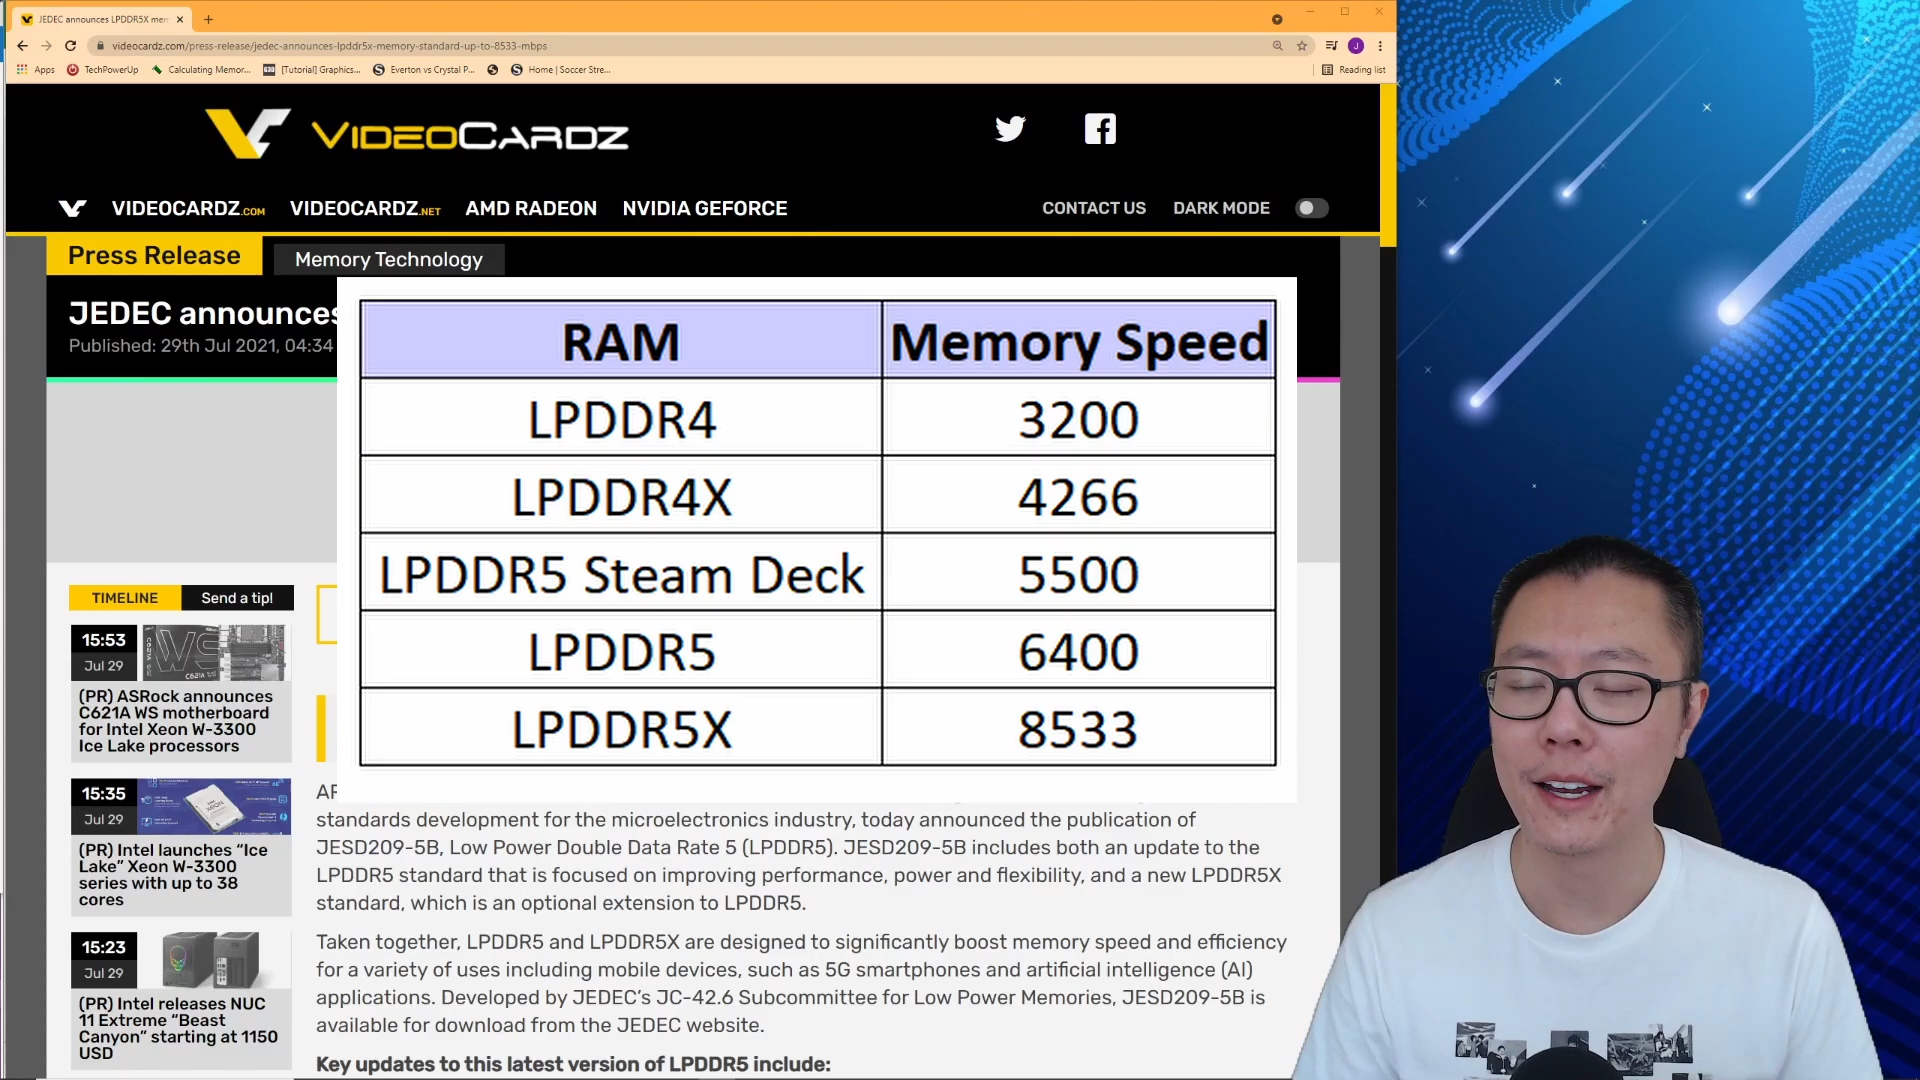 JEDEC announces LPDDR5X mem
videocardz.com/press-release/jedec-announces-lpddr5x-memory-standard-up-to-8533-mbps
J
Apps
TechPowerUp
Calculating Memor...
[Tutorial] Graphics...
Everton vs Crystal P...
Home | Soccer Stre...
Reading list
VIDEOCARDZ
VIDEOCARDZ.COM
VIDEOCARDZ.NET
AMD RADEON
NVIDIA GEFORCE
CONTACT US
DARK MODE
Press Release
Memory Technology
JEDEC announces
Published: 29th Jul 2021, 04:34
RAM Memory Speed
LPDDR4 3200
LPDDR4X 4266
LPDDR5 Steam Deck 5500
LPDDR5 6400
LPDDR5X 8533
TIMELINE
Send a tip!
15:53
Jul 29
(PR) ASRock announces
C621A WS motherboard
for Intel Xeon W-3300
Ice Lake processors
15:35
Jul 29
(PR) Intel launches “Ice
Lake” Xeon W-3300
series with up to 38
cores
15:23
Jul 29
(PR) Intel releases NUC
11 Extreme “Beast
Canyon” starting at 1150
USD
standards development for the microelectronics industry, today announced the publication of
JESD209-5B, Low Power Double Data Rate 5 (LPDDR5). JESD209-5B includes both an update to the
LPDDR5 standard that is focused on improving performance, power and flexibility, and a new LPDDR5X
standard, which is an optional extension to LPDDR5.
Taken together, LPDDR5 and LPDDR5X are designed to significantly boost memory speed and efficiency
for a variety of uses including mobile devices, such as 5G smartphones and artificial intelligence (AI)
applications. Developed by JEDEC’s JC-42.6 Subcommittee for Low Power Memories, JESD209-5B is
available for download from the JEDEC website.
Key updates to this latest version of LPDDR5 include: